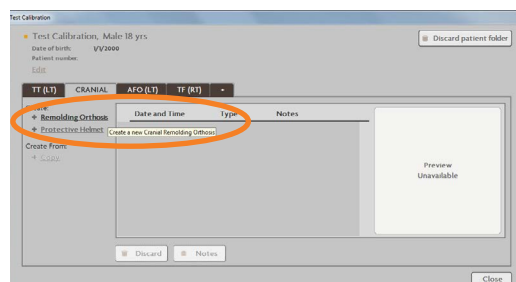 Test Calibration
Test Calibration, Male 18 yrs
Discard patient folder
Date of birth: 1/1/2000
Patient number:
Edit
TT (LT) CRANIAL AFO (LT) TF (RT) +
Create:
+ Remolding Orthosis
Date and Time Type Notes
+ Protective Helmet
Create a new Cranial Remolding Orthosis
Create From:
+ Copy
Preview
Unavailable
Discard
Notes
Close